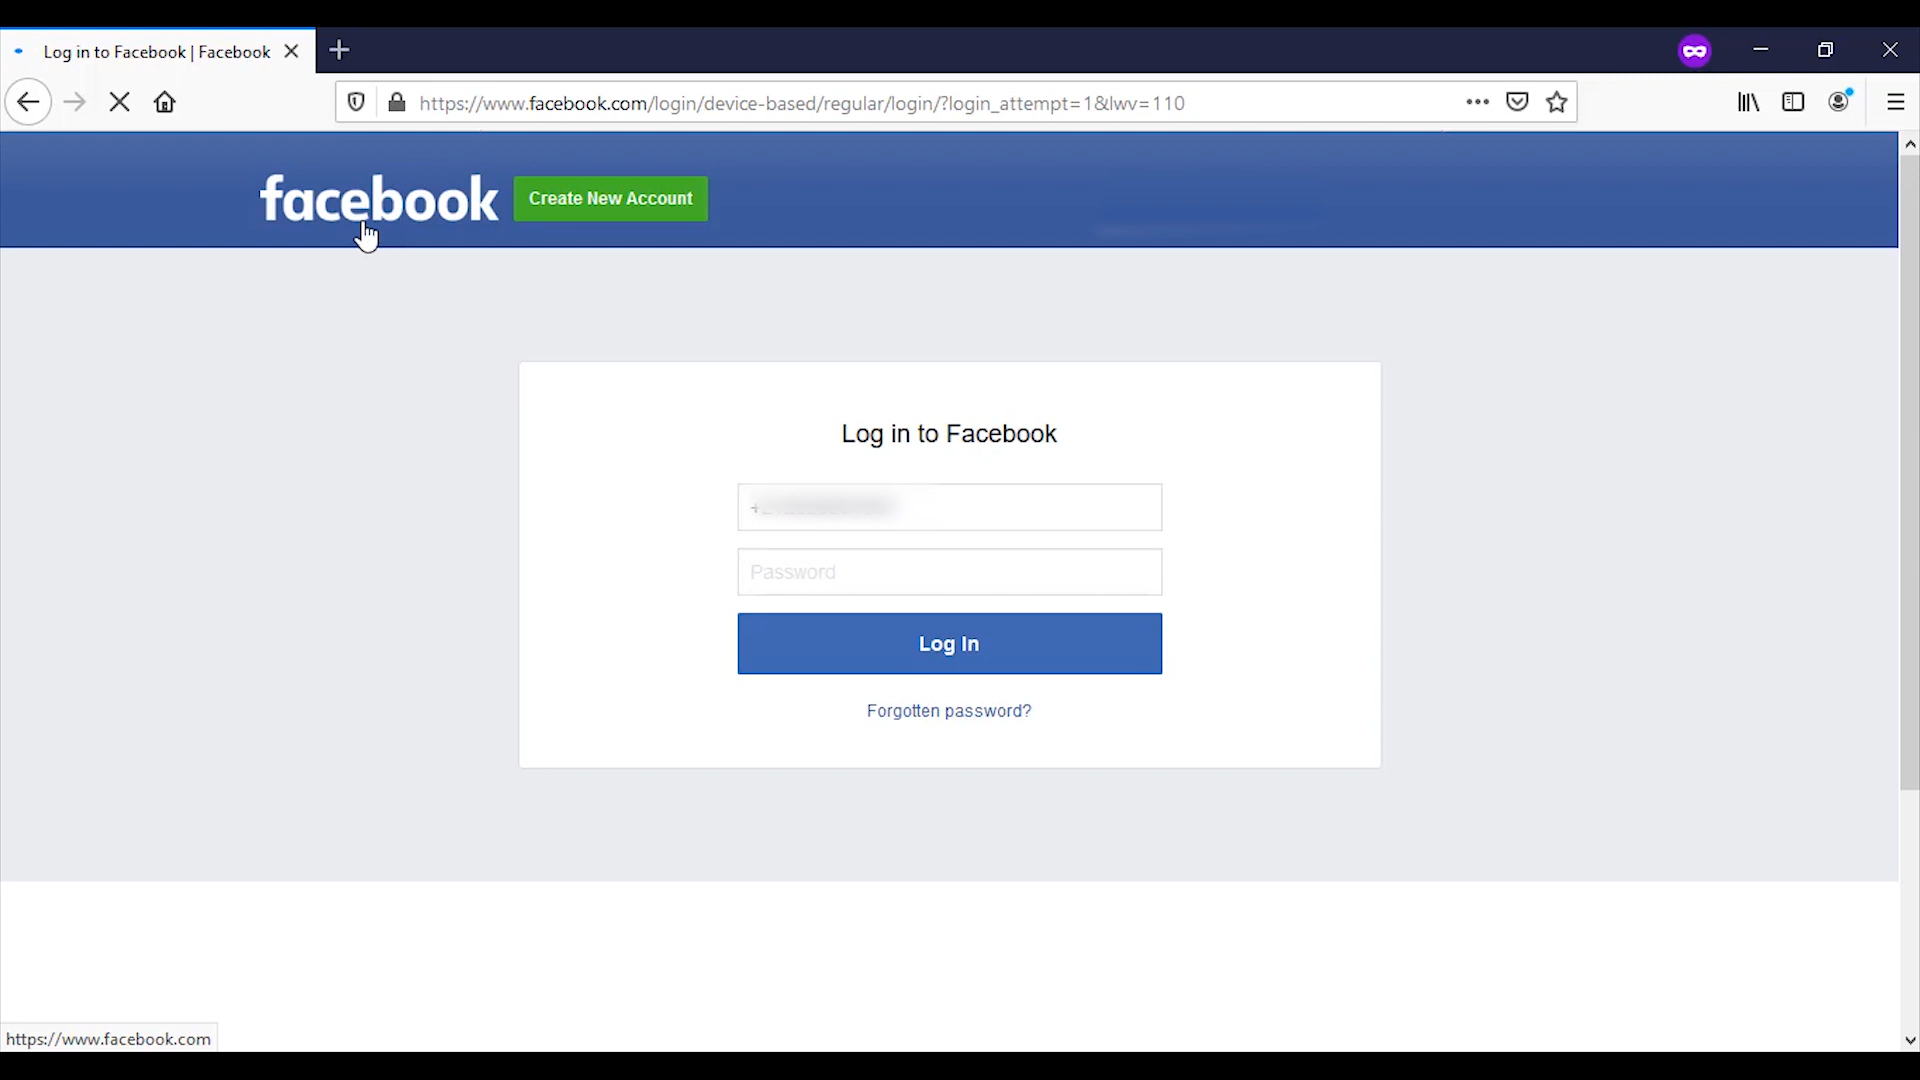 Log in to Facebook | Facebook
https://www.facebook.com/login/device-based/regular/login/?login_attempt=1&lwv=110
facebook
Create New Account
Log in to Facebook
Password
Log In
Forgotten password?
https://www.facebook.com